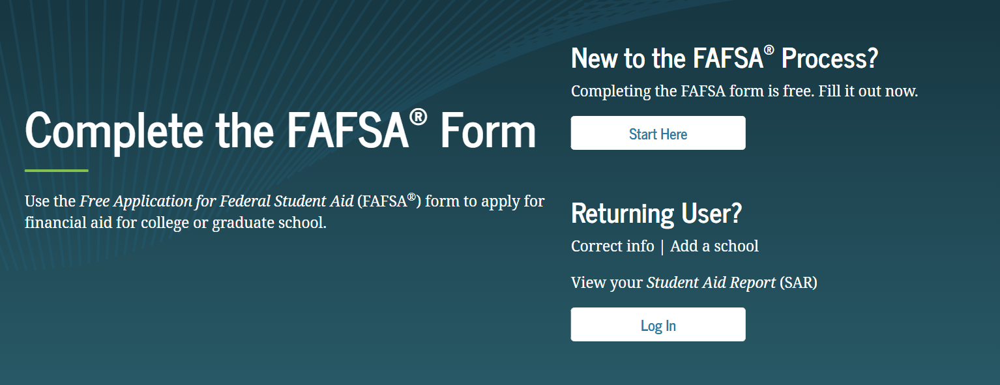 Complete the FAFSA® Form
Use the Free Application for Federal Student Aid (FAFSA®) form to apply for
financial aid for college or graduate school.
New to the FAFSA® Process?
Completing the FAFSA form is free. Fill it out now.
Start Here
Returning User?
Correct info | Add a school
View your Student Aid Report (SAR)
Log In